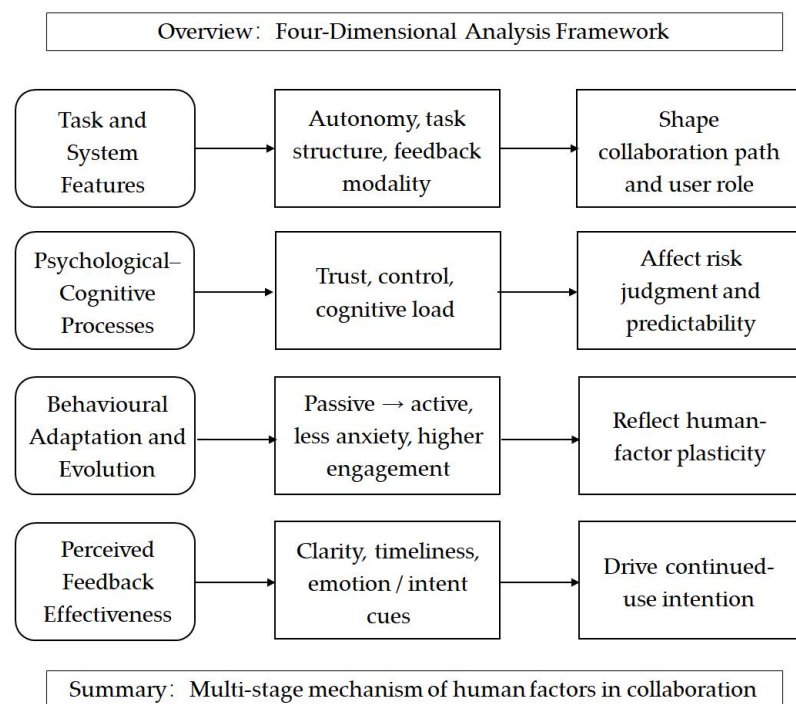 Overview: Four-Dimensional Analysis Framework
Task and
System
Features
Autonomy, task
structure, feedback
modality
Shape
collaboration path
and user role
Psychological–
Cognitive
Processes
Trust, control,
cognitive load
Affect risk
judgment and
predictability
Behavioural
Adaptation and
Evolution
Passive → active,
less anxiety, higher
engagement
Reflect human-
factor plasticity
Perceived
Feedback
Effectiveness
Clarity, timeliness,
emotion / intent
cues
Drive continued-
use intention
Summary: Multi-stage mechanism of human factors in collaboration